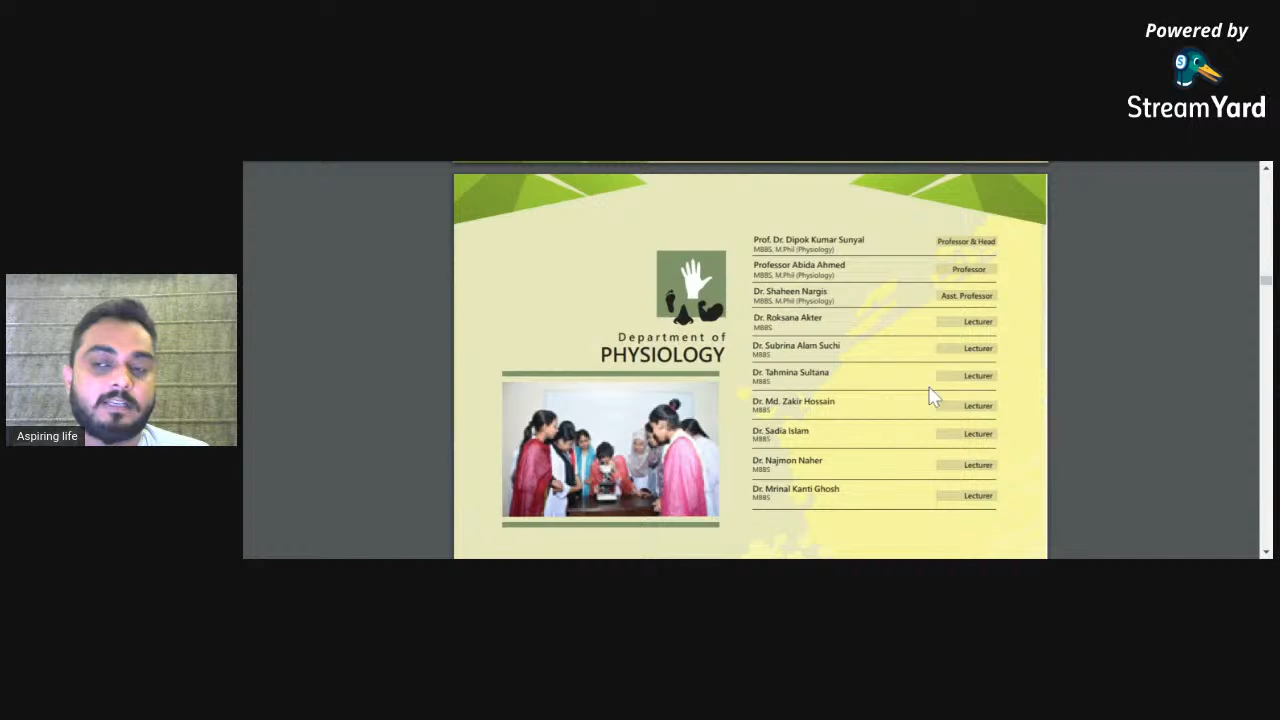 Powered by
StreamYard
Prof. Dr. Dipok Kumar Sunyal Professor & Head
MBBS, M.Phil (Physiology)
Professor Abida Ahmed Professor
MBBS, M.Phil (Physiology)
Dr. Shaheen Nargis Asst. Professor
MBBS, M.Phil (Physiology)
Dr. Roksana Akter Lecturer
MBBS
Department of
PHYSIOLOGY
Dr. Subrina Alam Suchi Lecturer
MBBS
Dr. Tahmina Sultana Lecturer
MBBS
Dr. Md. Zakir Hossain Lecturer
MBBS
Dr. Sadia Islam Lecturer
MBBS
Dr. Najmon Naher Lecturer
MBBS
Dr. Mrinal Kanti Ghosh Lecturer
MBBS
Aspiring life